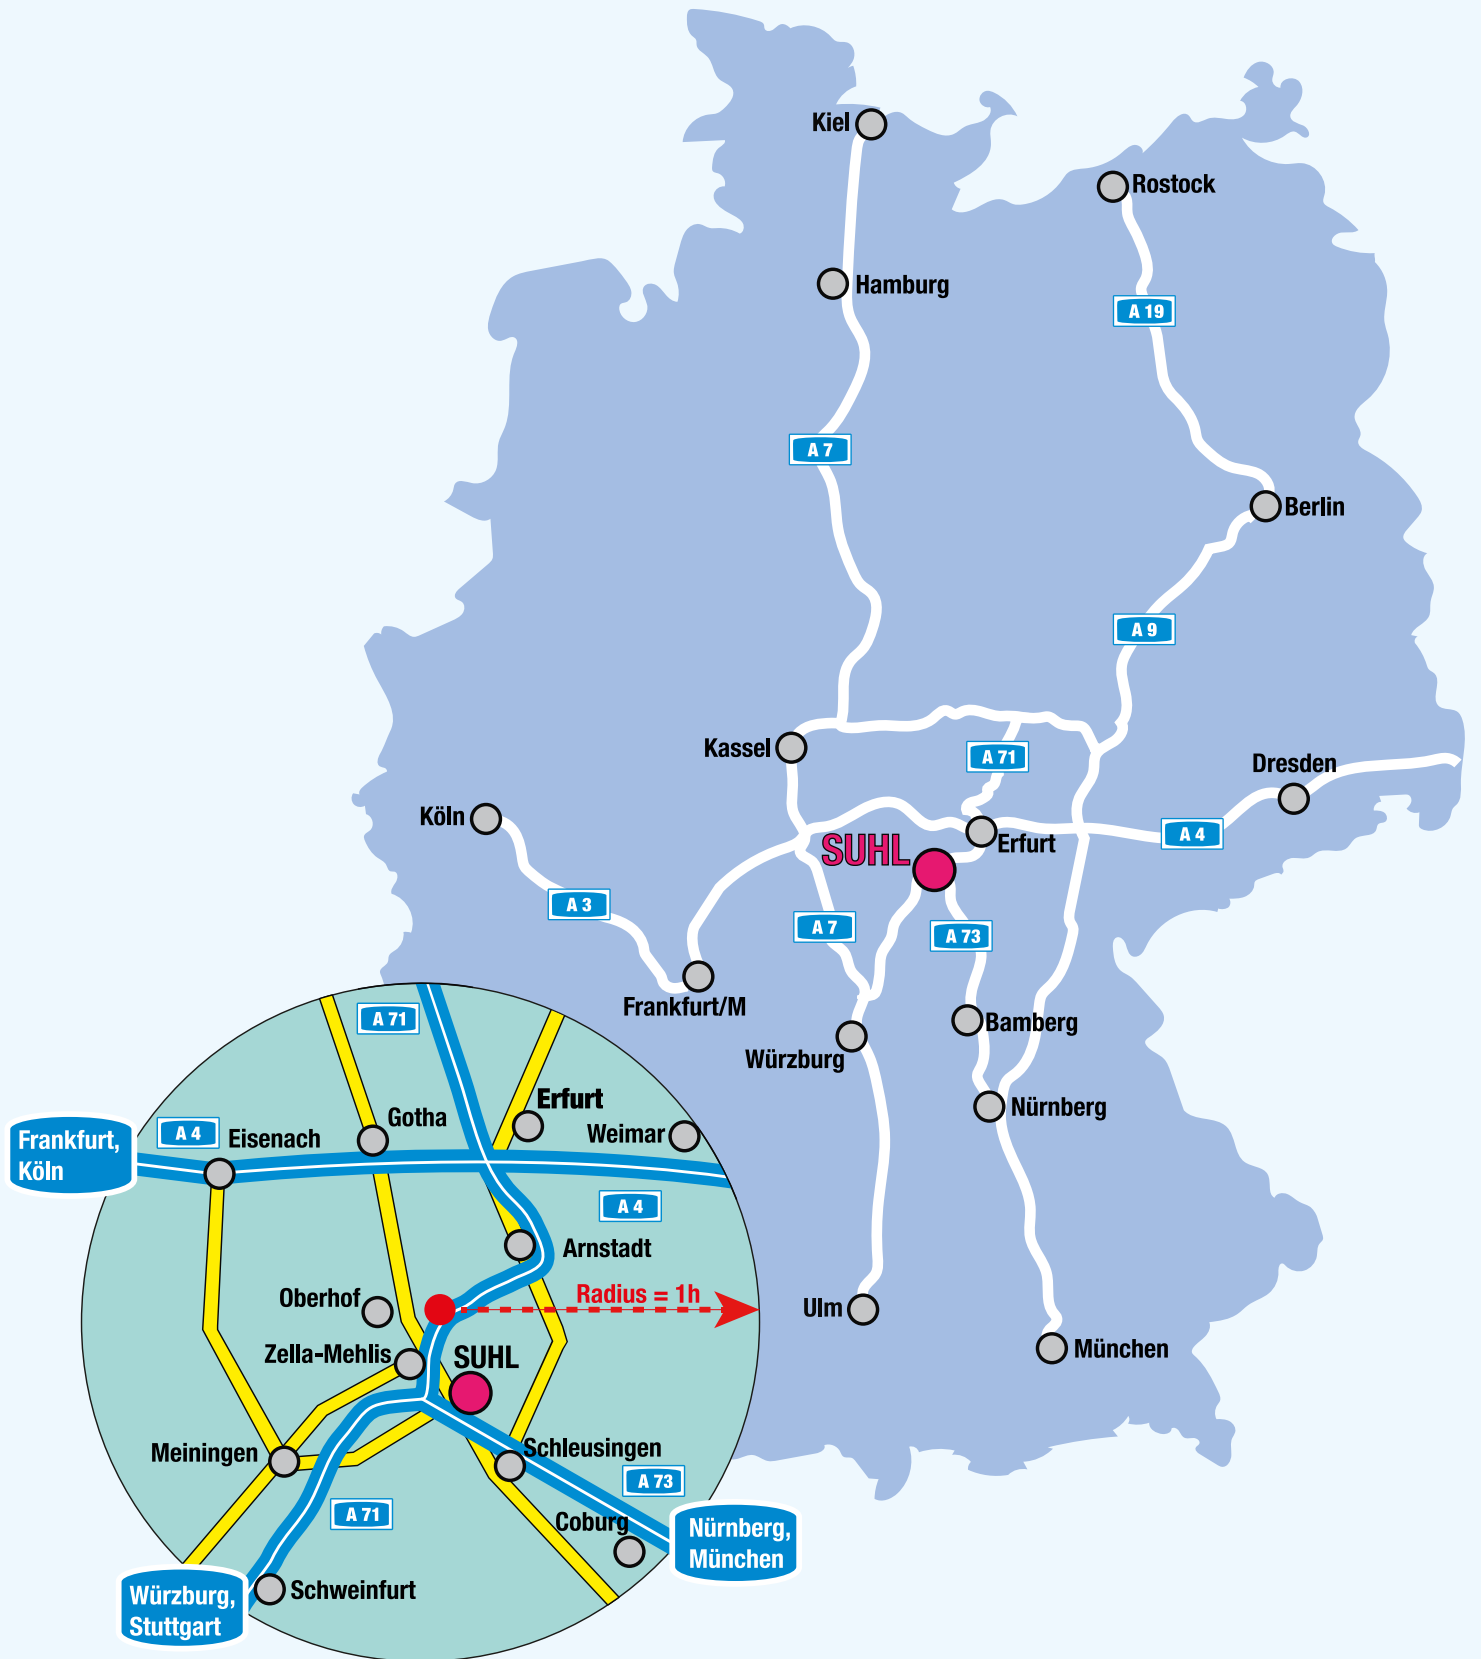 Kiel
Rostock
Hamburg
A 19
A 7
Berlin
A 9
Kassel
A 71
Dresden
Köln
A 4
Erfurt
SUHL
A 3
A 7
A 73
Frankfurt/M
Bamberg
Würzburg
Nürnberg
Ulm
München
A 71
Erfurt
Gotha
A 4
Eisenach
Weimar
Frankfurt,
Köln
A 4
Arnstadt
Oberhof
Radius = 1h
Zella-Mehlis
SUHL
Meiningen
Schleusingen
A 73
A 71
Coburg
Nürnberg,
München
Schweinfurt
Würzburg,
Stuttgart